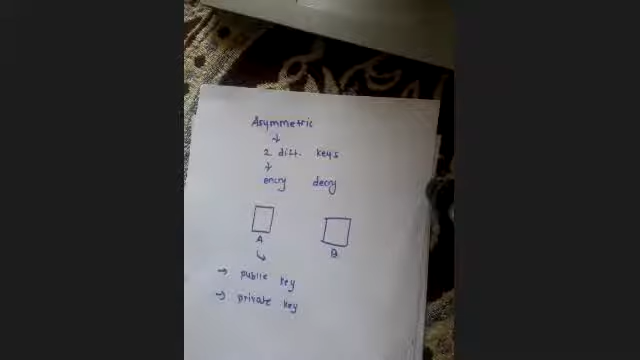 Asymmetric
↓
2 diff. keys
↓
encry decry
A B
↓
→ public key
→ private key